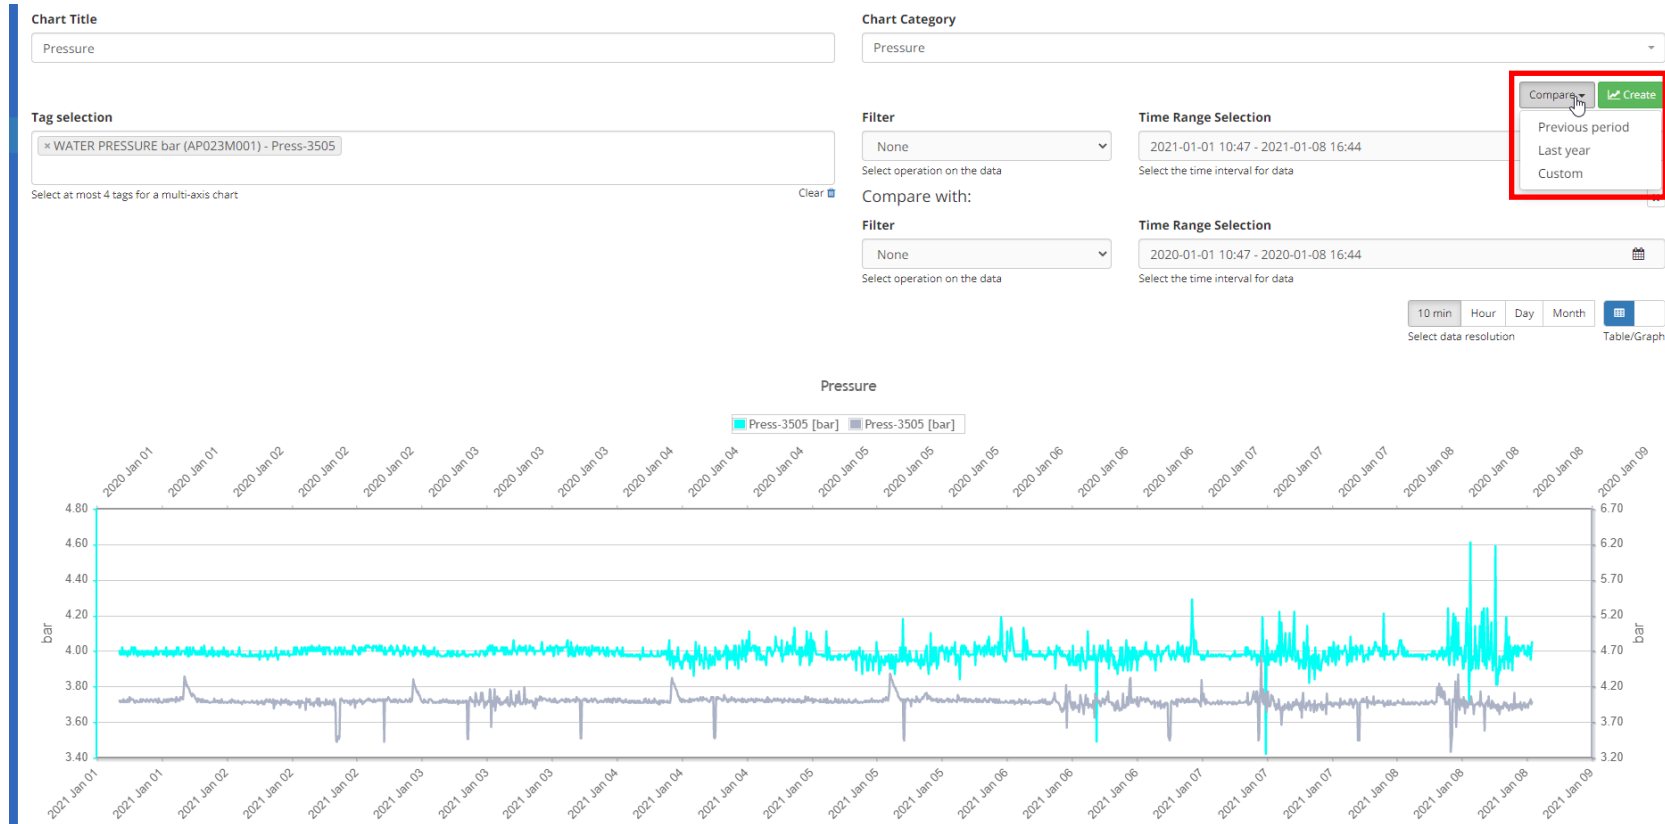 Chart Title
Chart Category
Pressure
Pressure
Compare
Create
Previous period
Last year
Custom
Tag selection
Filter
Time Range Selection
× WATER PRESSURE bar (AP023M001) - Press-3505
None
2021-01-01 10:47 - 2021-01-08 16:44
Select at most 4 tags for a multi-axis chart
Clear
Select operation on the data
Select the time interval for data
Compare with:
Filter
Time Range Selection
None
2020-01-01 10:47 - 2020-01-08 16:44
Select operation on the data
Select the time interval for data
10 min Hour Day Month
Select data resolution
Table/Graph
Pressure
Press-3505 [bar] Press-3505 [bar]
2020 Jan 01 2020 Jan 01 2020 Jan 02 2020 Jan 02 2020 Jan 02 2020 Jan 03 2020 Jan 03 2020 Jan 03 2020 Jan 04 2020 Jan 04 2020 Jan 04 2020 Jan 05 2020 Jan 05 2020 Jan 05 2020 Jan 06 2020 Jan 06 2020 Jan 06 2020 Jan 07 2020 Jan 07 2020 Jan 07 2020 Jan 08 2020 Jan 08 2020 Jan 08 2020 Jan 09
4.80 6.70
4.60 6.20
4.40 5.70
4.20 5.20
bar bar
4.00 4.70
3.80 4.20
3.60 3.70
3.40 3.20
2021 Jan 01 2021 Jan 01 2021 Jan 02 2021 Jan 02 2021 Jan 02 2021 Jan 03 2021 Jan 03 2021 Jan 03 2021 Jan 04 2021 Jan 04 2021 Jan 04 2021 Jan 05 2021 Jan 05 2021 Jan 05 2021 Jan 06 2021 Jan 06 2021 Jan 06 2021 Jan 07 2021 Jan 07 2021 Jan 07 2021 Jan 08 2021 Jan 08 2021 Jan 08 2021 Jan 09